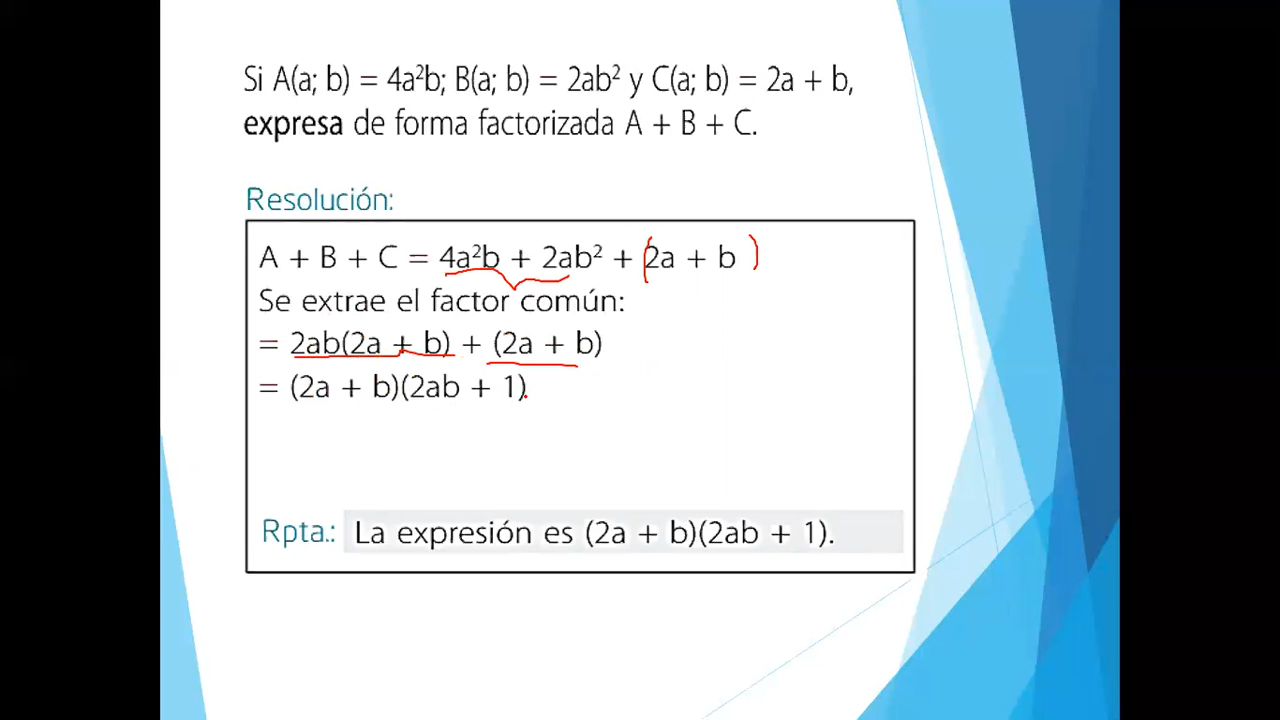 Si A(a; b) = 4a²b; B(a; b) = 2ab² y C(a; b) = 2a + b,
expresa de forma factorizada A + B + C.
Resolución:
A + B + C = 4a²b + 2ab² + (2a + b)
Se extrae el factor común:
= 2ab(2a + b) + (2a + b)
= (2a + b)(2ab + 1).
Rpta.: La expresión es (2a + b)(2ab + 1).